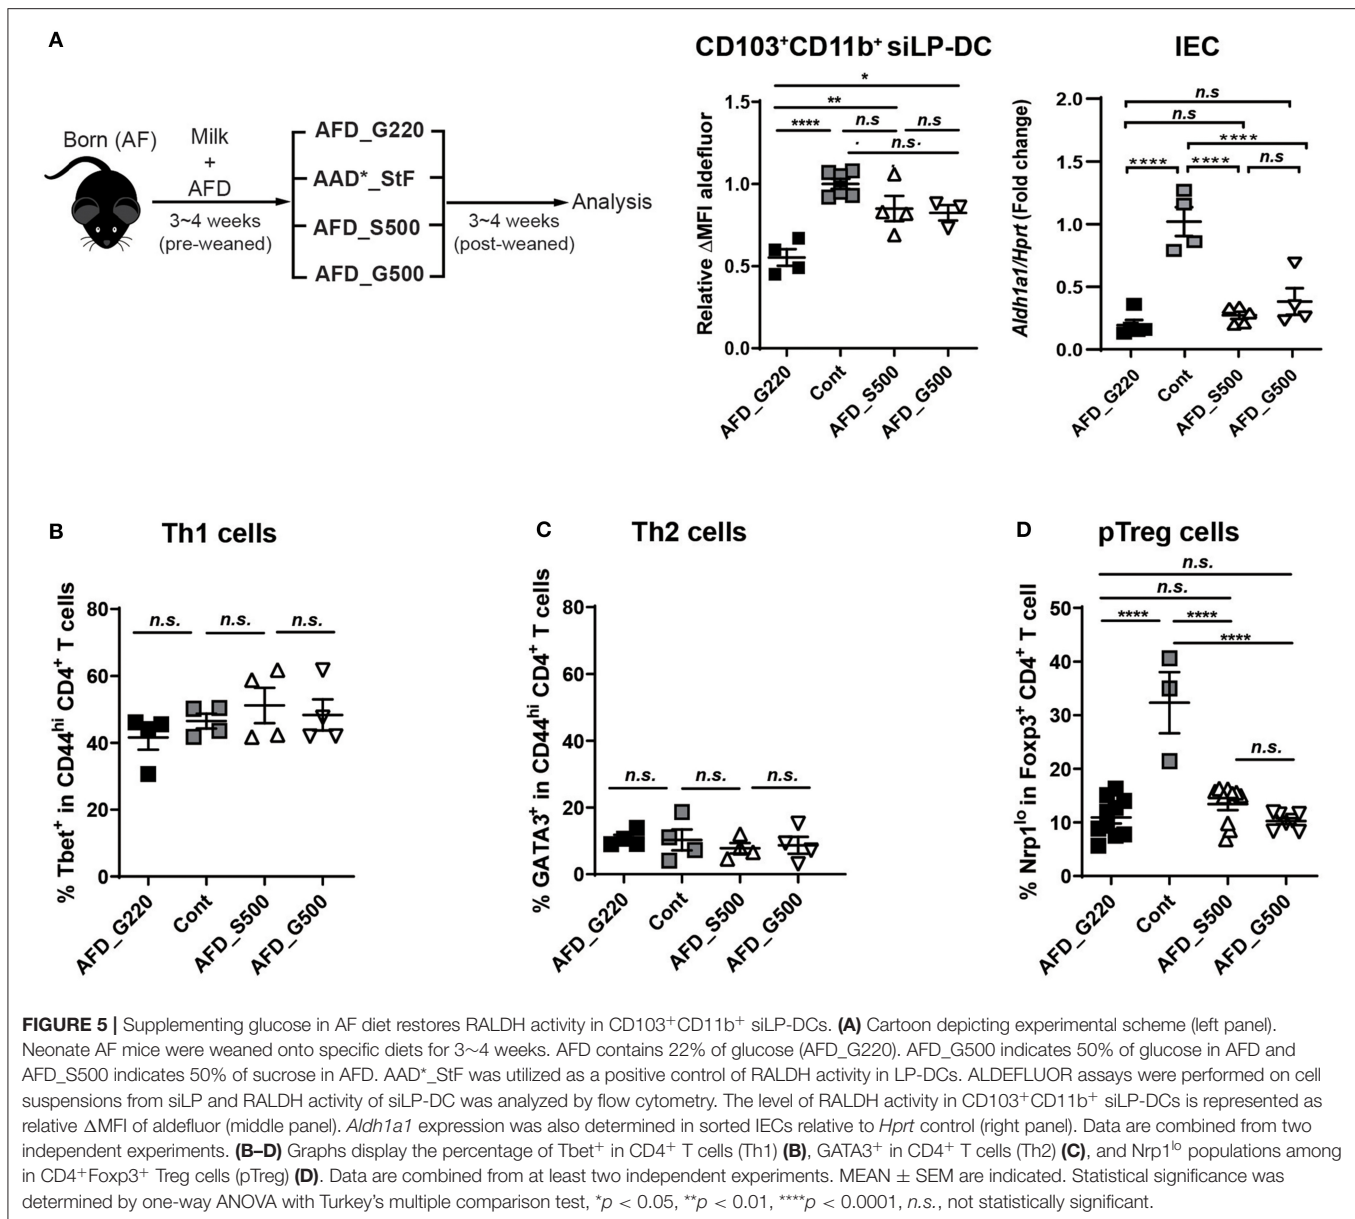 A
Born (AF)
Milk
+
AFD
3~4 weeks
(pre-weaned)
AFD_G220
AAD*_StF
AFD_S500
AFD_G500
3~4 weeks
(post-weaned)
Analysis
CD103⁺CD11b⁺ siLP-DC
*
**
**** n.s n.s
n.s.
Relative ΔMFI aldefluor
1.5
1.0
0.5
0.0
AFD_G220
Cont
AFD_S500
AFD_G500
IEC
n.s
n.s
****
**** **** n.s
Aldh1a1/Hprt (Fold change)
2.0
1.5
1.0
0.5
0.0
AFD_G220
Cont
AFD_S500
AFD_G500
B
Th1 cells
% Tbet⁺ in CD44ʰⁱ CD4⁺ T cells
80
60
40
20
0
n.s. n.s. n.s.
AFD_G220
Cont
AFD_S500
AFD_G500
C
Th2 cells
% GATA3⁺ in CD44ʰⁱ CD4⁺ T cells
80
60
40
20
0
n.s. n.s. n.s.
AFD_G220
Cont
AFD_S500
AFD_G500
D
pTreg cells
n.s.
n.s.
**** ****
****
n.s.
% Nrp1ˡᵒ in Foxp3⁺ CD4⁺ T cell
50
40
30
20
10
0
AFD_G220
Cont
AFD_S500
AFD_G500
FIGURE 5 | Supplementing glucose in AF diet restores RALDH activity in CD103⁺CD11b⁺ siLP-DCs. (A) Cartoon depicting experimental scheme (left panel).
Neonate AF mice were weaned onto specific diets for 3~4 weeks. AFD contains 22% of glucose (AFD_G220). AFD_G500 indicates 50% of glucose in AFD and
AFD_S500 indicates 50% of sucrose in AFD. AAD*_StF was utilized as a positive control of RALDH activity in LP-DCs. ALDEFLUOR assays were performed on cell
suspensions from siLP and RALDH activity of siLP-DC was analyzed by flow cytometry. The level of RALDH activity in CD103⁺CD11b⁺ siLP-DCs is represented as
relative ΔMFI of aldefluor (middle panel). Aldh1a1 expression was also determined in sorted IECs relative to Hprt control (right panel). Data are combined from two
independent experiments. (B–D) Graphs display the percentage of Tbet⁺ in CD4⁺ T cells (Th1) (B), GATA3⁺ in CD4⁺ T cells (Th2) (C), and Nrp1ˡᵒ populations among
in CD4⁺Foxp3⁺ Treg cells (pTreg) (D). Data are combined from at least two independent experiments. MEAN ± SEM are indicated. Statistical significance was
determined by one-way ANOVA with Turkey's multiple comparison test, *p < 0.05, **p < 0.01, ****p < 0.0001, n.s., not statistically significant.